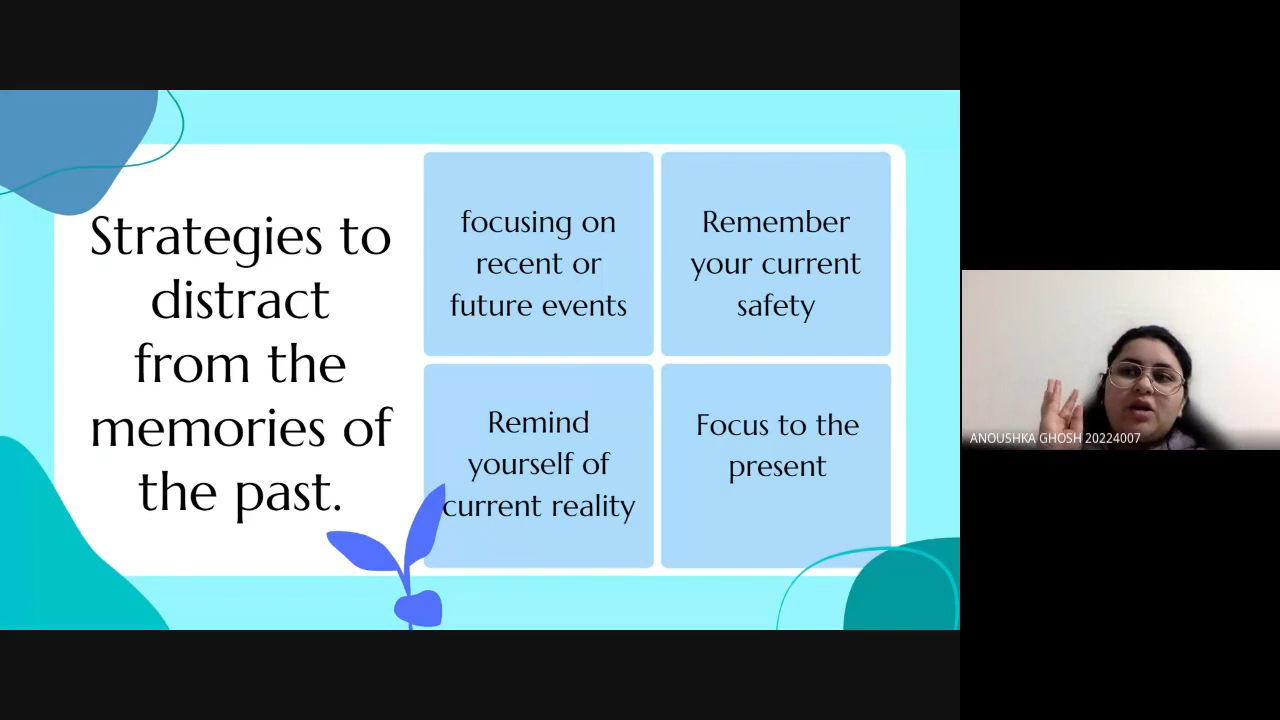 Strategies to
distract
from the
memories of
the past.
focusing on
recent or
future events
Remember
your current
safety
Remind
yourself of
current reality
Focus to the
present
ANOUSHKA GHOSH 20224007